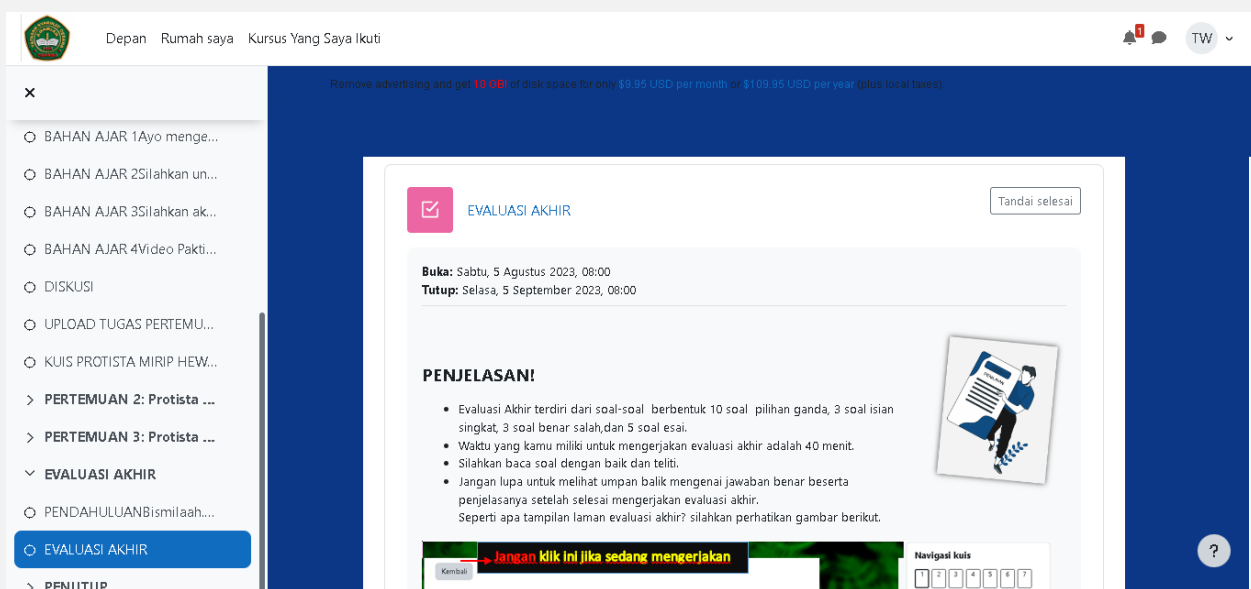 Depan Rumah saya Kursus Yang Saya Ikuti
1
TW
Remove advertising and get 10 GB! of disk space for only $9.95 USD per month or $109.95 USD per year (plus local taxes)
BAHAN AJAR 1Ayo menge...
BAHAN AJAR 2Silahkan un...
BAHAN AJAR 3Silahkan ak...
BAHAN AJAR 4Video Pakti...
DISKUSI
UPLOAD TUGAS PERTEMU...
KUIS PROTISTA MIRIP HEW...
PERTEMUAN 2: Protista ...
PERTEMUAN 3: Protista ...
EVALUASI AKHIR
PENDAHULUANBismilaah....
EVALUASI AKHIR
PENUTUP
EVALUASI AKHIR
Tandai selesai
Buka: Sabtu, 5 Agustus 2023, 08:00
Tutup: Selasa, 5 September 2023, 08:00
PENJELASAN!
Evaluasi Akhir terdiri dari soal-soal berbentuk 10 soal pilihan ganda, 3 soal isian
singkat, 3 soal benar salah,dan 5 soal esai.
Waktu yang kamu miliki untuk mengerjakan evaluasi akhir adalah 40 menit.
Silahkan baca soal dengan baik dan teliti.
Jangan lupa untuk melihat umpan balik mengenai jawaban benar beserta
penjelasanya setelah selesai mengerjakan evaluasi akhir.
Seperti apa tampilan laman evaluasi akhir? silahkan perhatikan gambar berikut.
Jangan klik ini jika sedang mengerjakan
Kembali
Navigasi kuis
1 2 3 4 5 6 7
?